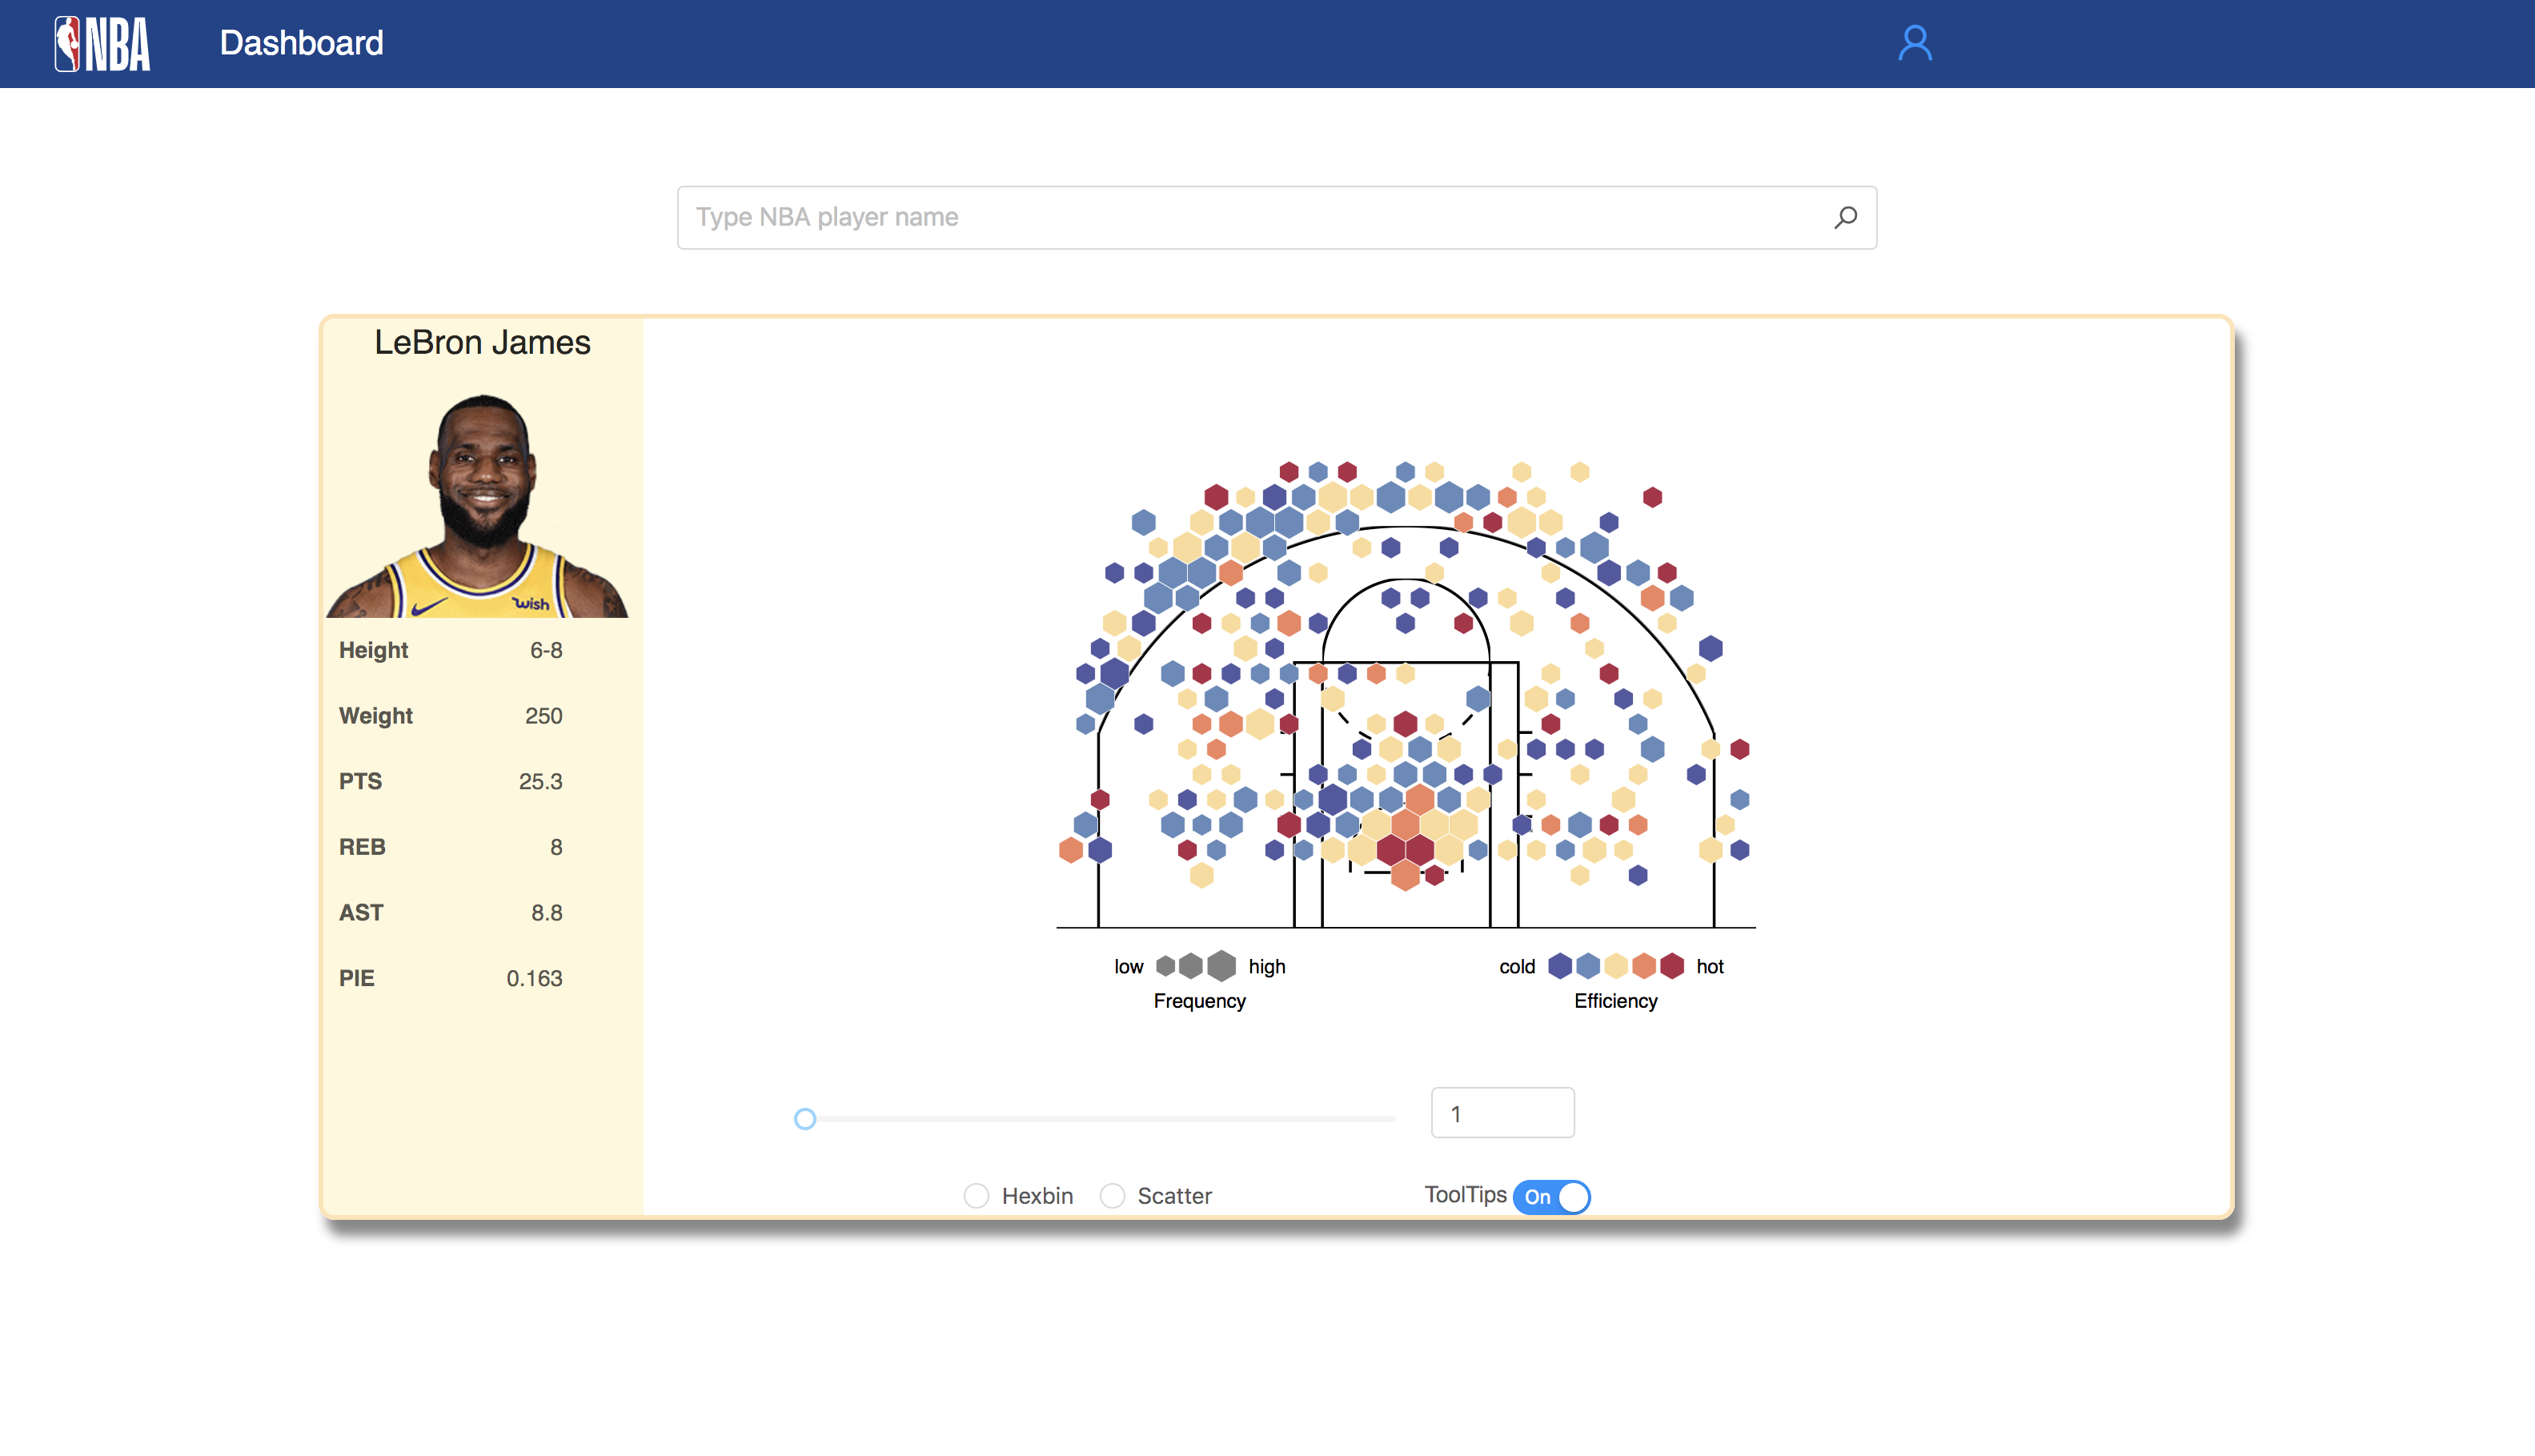 NBA Dashboard
Type NBA player name
LeBron James
wish
Height 6-8
Weight 250
PTS 25.3
REB 8
AST 8.8
PIE 0.163
low high
Frequency
cold hot
Efficiency
1
Hexbin Scatter
ToolTips On